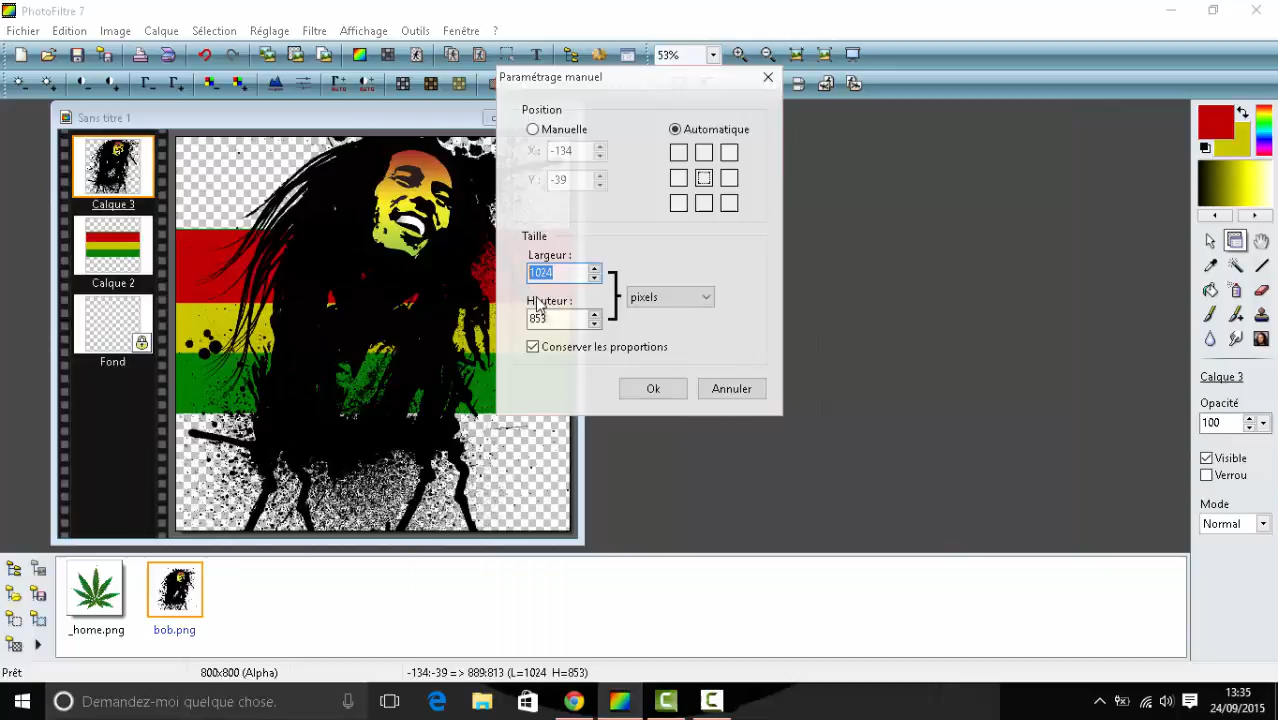 PhotoFiltre 7
Fichier Edition Image Calque Sélection Réglage Filtre Affichage Outils Fenêtre ?
53%
Paramétrage manuel
Sans titre 1
Position
Manuelle Automatique
X : -134
Y : -39
Calque 3
Taille
Largeur :
1024
Hauteur :
pixels
853
Calque 2
Conserver les proportions
Fond
Ok Annuler
Calque 3
Opacité
100
Visible
Verrou
Mode
Normal
_home.png bob.png
Prêt 800x800 (Alpha) -134:-39 => 889:813 (L=1024 H=853)
Demandez-moi quelque chose.
13:35
24/09/2015